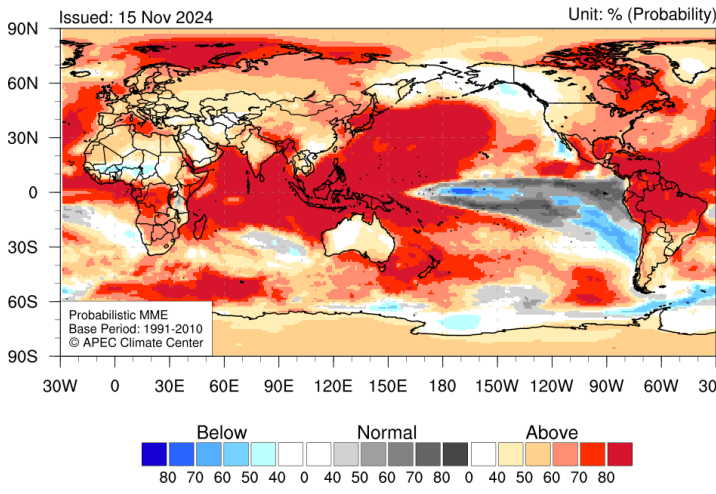 Issued: 15 Nov 2024
Unit: % (Probability)
90N
60N
30N
0
30S
60S
90S
Probabilistic MME
Base Period: 1991-2010
© APEC Climate Center
30W 0 30E 60E 90E 120E 150E 180 150W 120W 90W 60W 30W
Below Normal Above
80 70 60 50 40 0 40 50 60 70 80 0 40 50 60 70 80